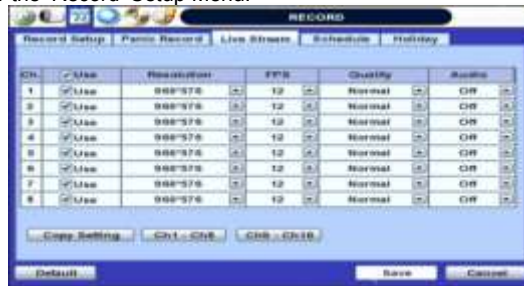 the 'Record' Setup Menu.
RECORD
Record Setup Panic Record Live Stream Schedule Holiday
CH. Use Resolution FPS Quality Audio
1 Use 960*576 12 Normal Off
2 Use 960*576 12 Normal Off
3 Use 960*576 12 Normal Off
4 Use 960*576 12 Normal Off
5 Use 960*576 12 Normal Off
6 Use 960*576 12 Normal Off
7 Use 960*576 12 Normal Off
8 Use 960*576 12 Normal Off
Copy Setting Ch1 - Ch8 Ch9 - Ch16
Default Save Cancel